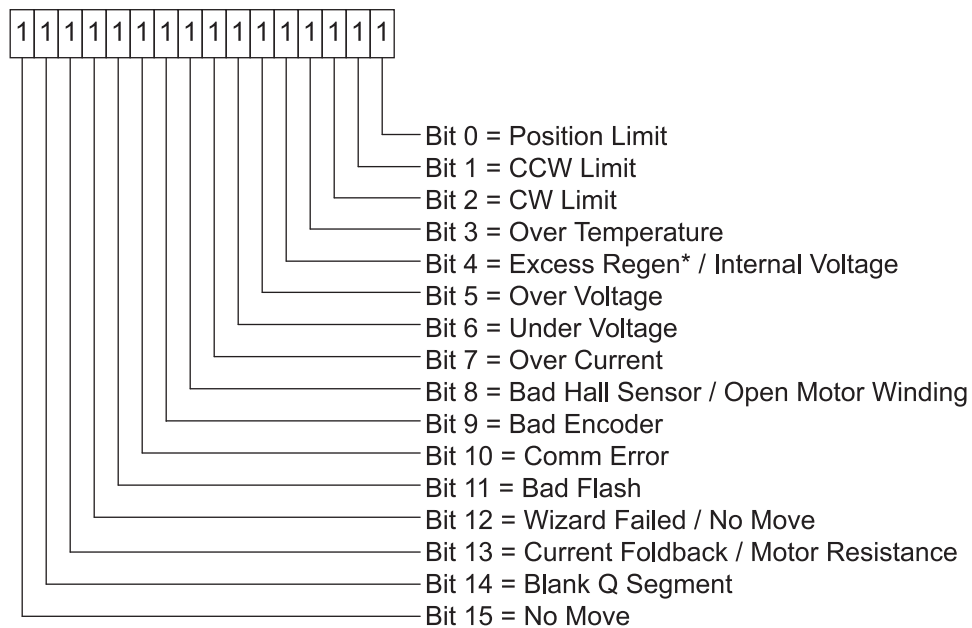 1 1 1 1 1 1 1 1 1 1 1 1 1 1 1 1
Bit 0 = Position Limit
Bit 1 = CCW Limit
Bit 2 = CW Limit
Bit 3 = Over Temperature
Bit 4 = Excess Regen* / Internal Voltage
Bit 5 = Over Voltage
Bit 6 = Under Voltage
Bit 7 = Over Current
Bit 8 = Bad Hall Sensor / Open Motor Winding
Bit 9 = Bad Encoder
Bit 10 = Comm Error
Bit 11 = Bad Flash
Bit 12 = Wizard Failed / No Move
Bit 13 = Current Foldback / Motor Resistance
Bit 14 = Blank Q Segment
Bit 15 = No Move